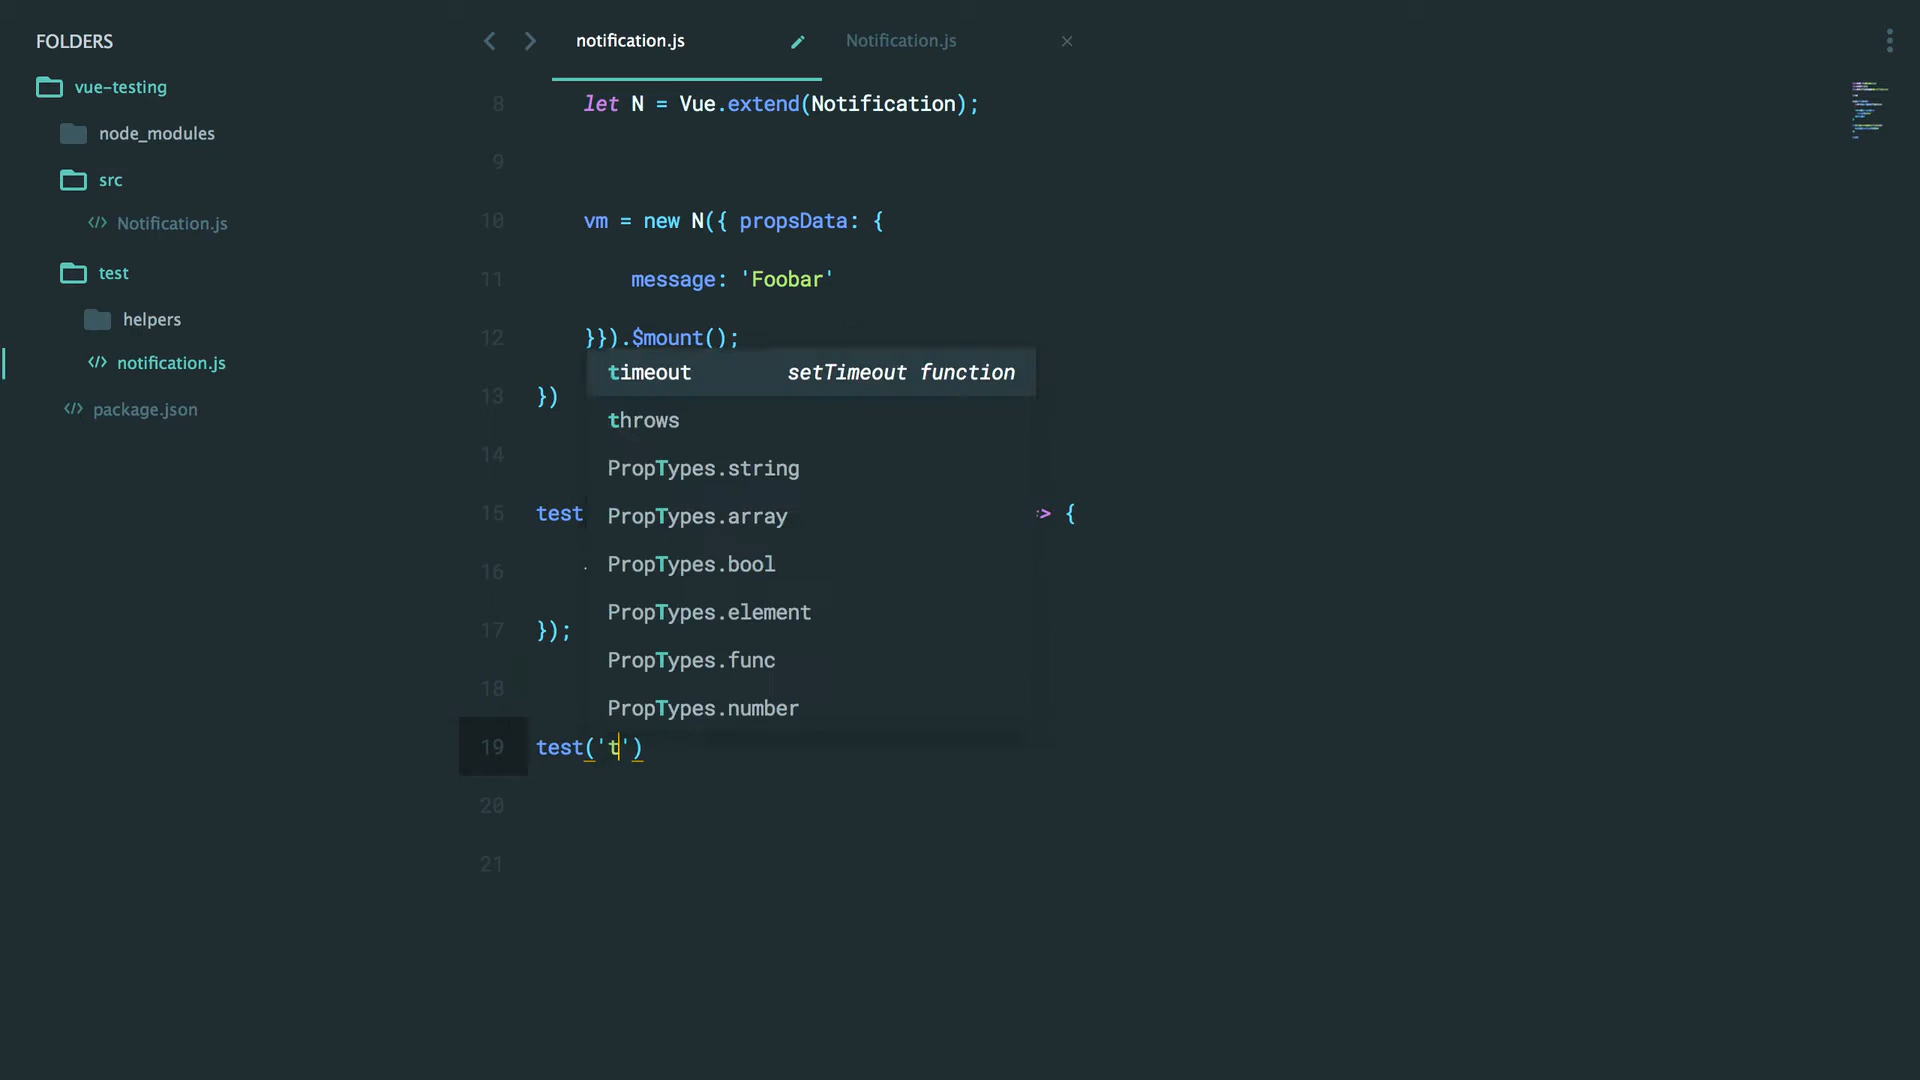 FOLDERS
vue-testing
node_modules
src
Notification.js
test
helpers
notification.js
package.json
notification.js
Notification.js
8 let N = Vue.extend(Notification);
9
10 vm = new N({ propsData: {
11 message: 'Foobar'
12 }}).$mount();
13 })
14
15 test > {
16 .
17 });
18
19 test('t')
20
21
timeout setTimeout function
throws
PropTypes.string
PropTypes.array
PropTypes.bool
PropTypes.element
PropTypes.func
PropTypes.number